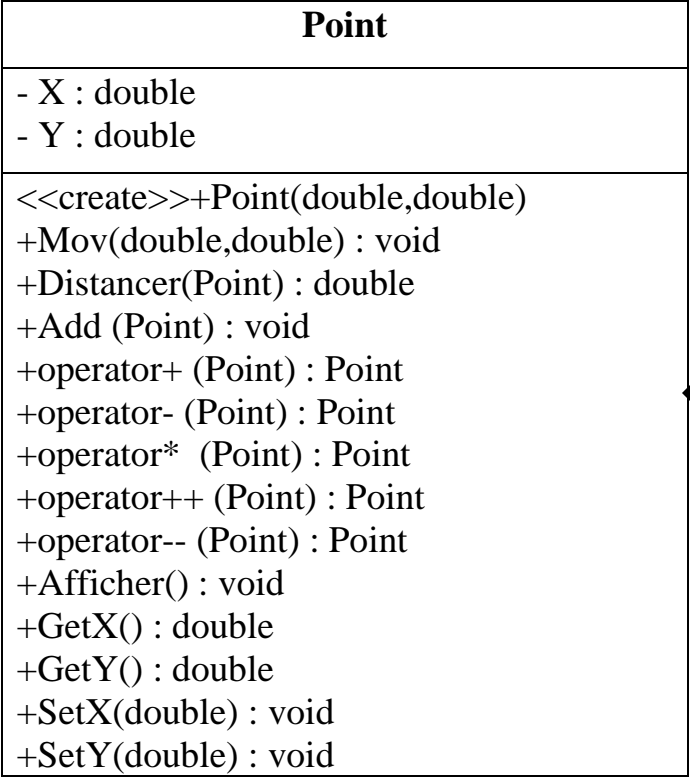 Point
- X : double
- Y : double
<<create>>+Point(double,double)
+Mov(double,double) : void
+Distancer(Point) : double
+Add (Point) : void
+operator+ (Point) : Point
+operator- (Point) : Point
+operator*  (Point) : Point
+operator++ (Point) : Point
+operator-- (Point) : Point
+Afficher() : void
+GetX() : double
+GetY() : double
+SetX(double) : void
+SetY(double) : void